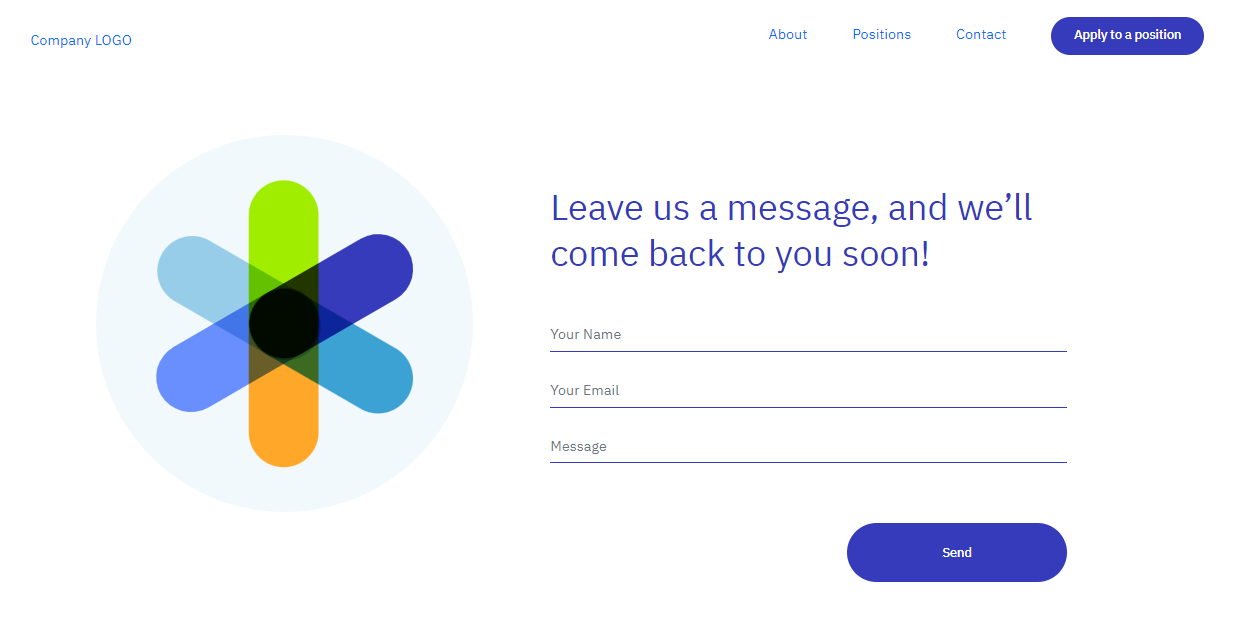 Company LOGO
About
Positions
Contact
Apply to a position
Leave us a message, and we’ll
come back to you soon!
Your Name
Your Email
Message
Send